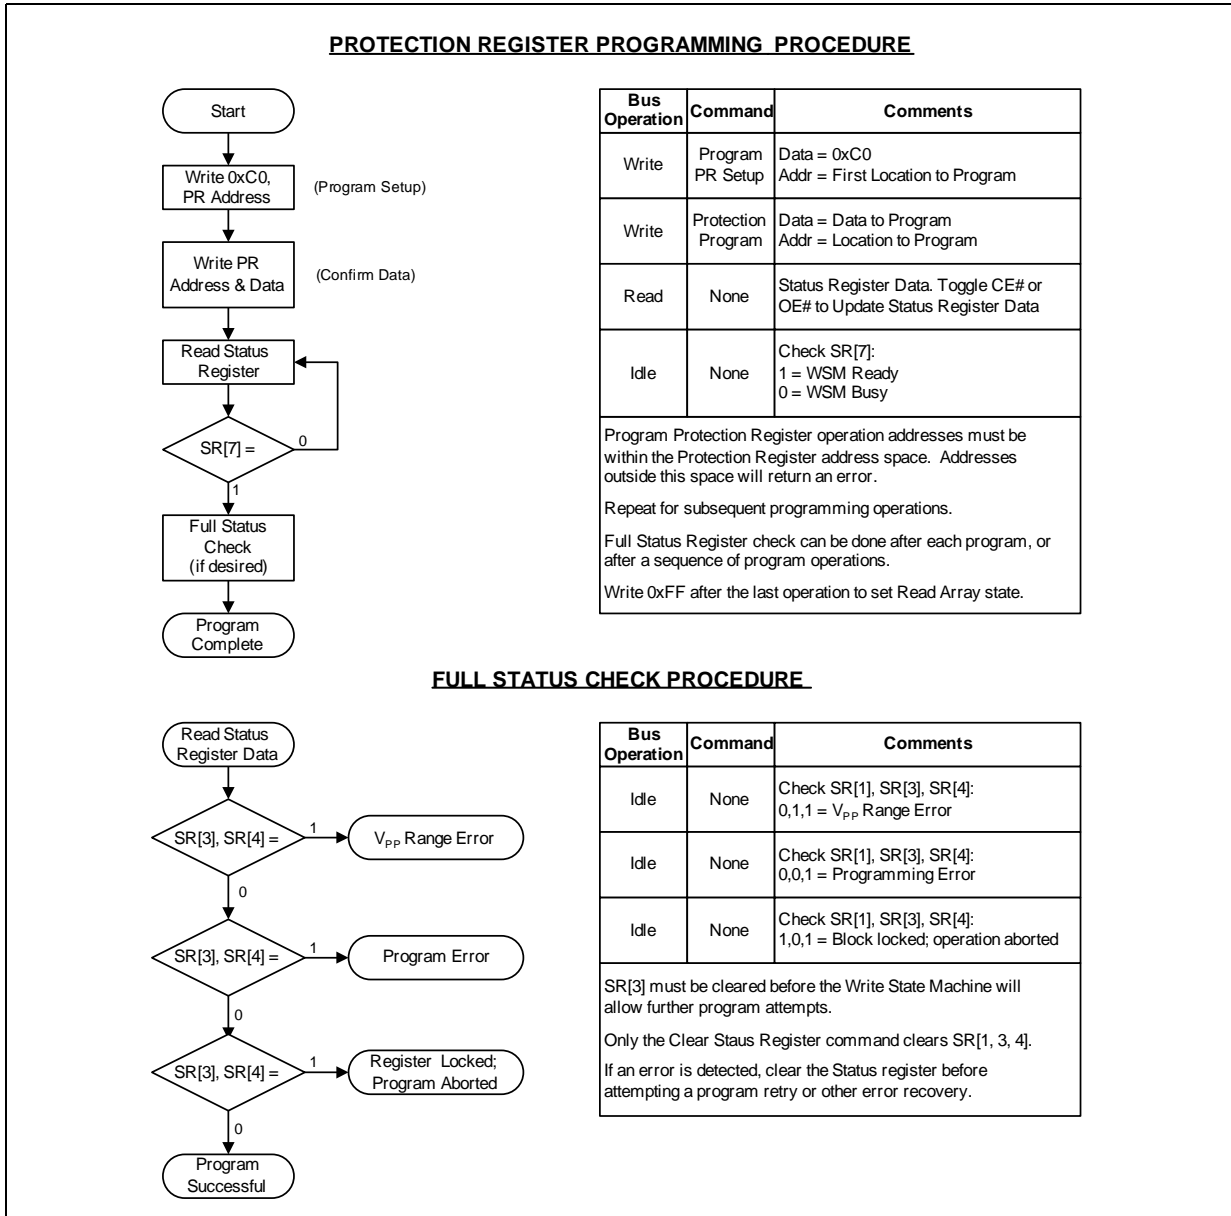 PROTECTION REGISTER PROGRAMMING PROCEDURE
Start
Write 0xC0,
PR Address
(Program Setup)
Write PR
Address & Data
(Confirm Data)
Read Status
Register
SR[7] =
0
1
Full Status
Check
(if desired)
Program
Complete
Bus
Operation
Command
Comments
Write
Program
PR Setup
Data = 0xC0
Addr = First Location to Program
Write
Protection
Program
Data = Data to Program
Addr = Location to Program
Read
None
Status Register Data. Toggle CE# or
OE# to Update Status Register Data
Idle
None
Check SR[7]:
1 = WSM Ready
0 = WSM Busy
Program Protection Register operation addresses must be
within the Protection Register address space. Addresses
outside this space will return an error.
Repeat for subsequent programming operations.
Full Status Register check can be done after each program, or
after a sequence of program operations.
Write 0xFF after the last operation to set Read Array state.
FULL STATUS CHECK PROCEDURE
Read Status
Register Data
SR[3], SR[4] =
1
VPP Range Error
0
SR[3], SR[4] =
1
Program Error
0
SR[3], SR[4] =
1
Register Locked;
Program Aborted
0
Program
Successful
Bus
Operation
Command
Comments
Idle
None
Check SR[1], SR[3], SR[4]:
0,1,1 = VPP Range Error
Idle
None
Check SR[1], SR[3], SR[4]:
0,0,1 = Programming Error
Idle
None
Check SR[1], SR[3], SR[4]:
1,0,1 = Block locked; operation aborted
SR[3] must be cleared before the Write State Machine will
allow further program attempts.
Only the Clear Staus Register command clears SR[1, 3, 4].
If an error is detected, clear the Status register before
attempting a program retry or other error recovery.